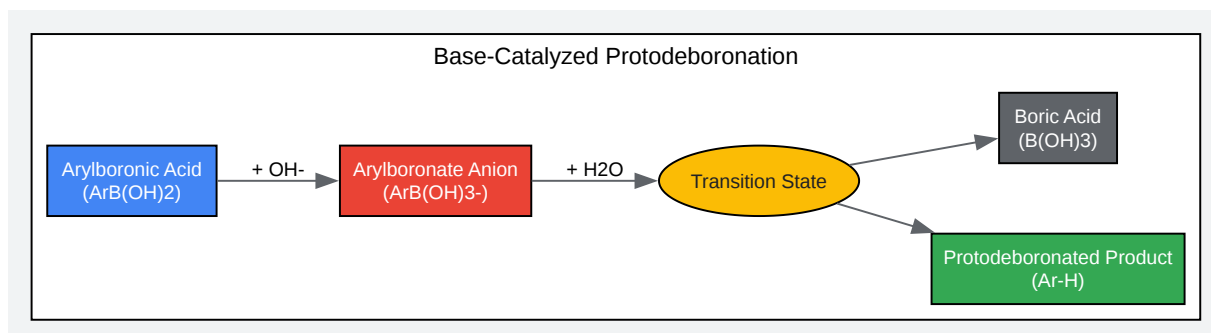 Base-Catalyzed Protodeboronation
Arylboronic Acid
(ArB(OH)2)
+ OH-
Arylboronate Anion
(ArB(OH)3-)
+ H2O
Transition State
Boric Acid
(B(OH)3)
Protodeboronated Product
(Ar-H)